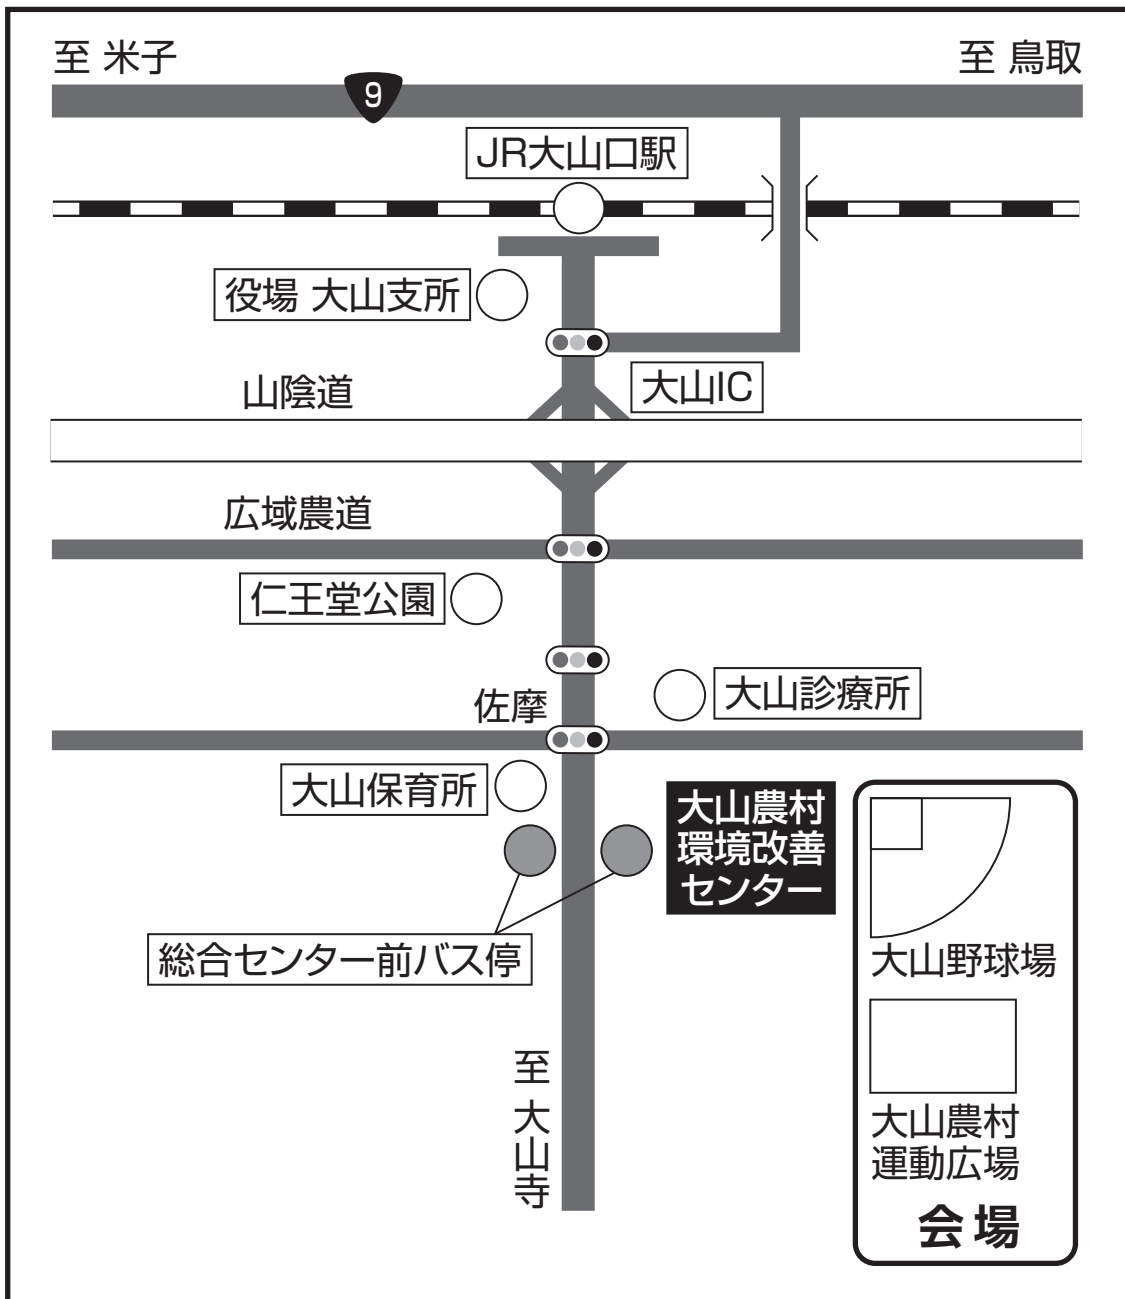 至 米子
至 鳥取
9
JR大山口駅
役場 大山支所
大山IC
山陰道
広域農道
仁王堂公園
大山診療所
佐摩
大山保育所
大山農村
環境改善
センター
総合センター前バス停
至 大山寺
大山野球場
大山農村
運動広場
会場